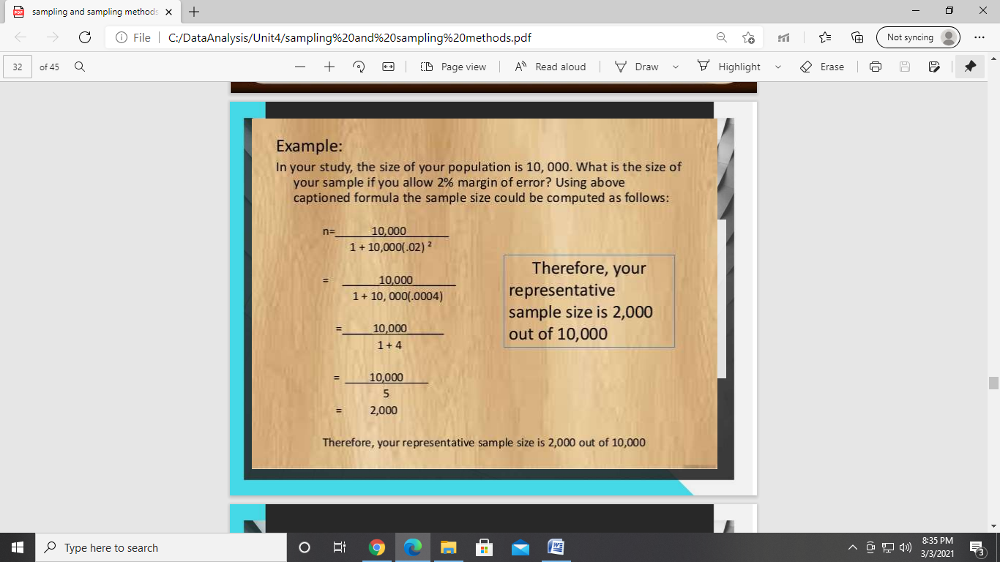 sampling and sampling methods
File
C:/DataAnalysis/Unit4/sampling%20and%20sampling%20methods.pdf
Not syncing
32 of 45
Page view
Read aloud
Draw
Highlight
Erase
Example:
In your study, the size of your population is 10, 000. What is the size of
your sample if you allow 2% margin of error? Using above
captioned formula the sample size could be computed as follows:
n= 10,000
1 + 10,000(.02) ²
= 10,000
1 + 10, 000(.0004)
= 10,000
1 + 4
= 10,000
5
= 2,000
Therefore, your
representative
sample size is 2,000
out of 10,000
Therefore, your representative sample size is 2,000 out of 10,000
Type here to search
8:35 PM
3/3/2021
3